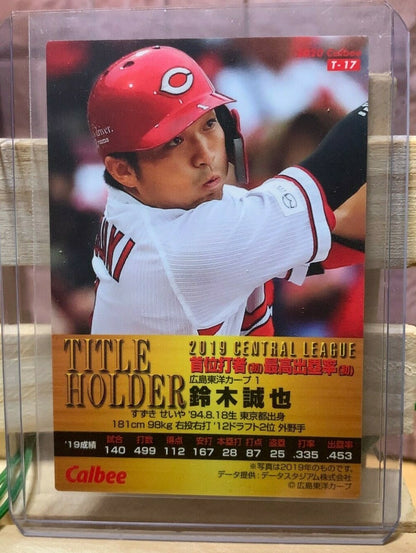 2020 Calbee
T-17
C
AKI
TITLE
HOLDER
2019 CENTRAL LEAGUE
首位打者(初)最高出塁率(初)
広島東洋カープ 1
鈴木誠也
すずき せいや '94.8.18生 東京都出身
181cm 98kg 右投右打 '12ドラフト2位 外野手
'19成績 試合 打数 得点 安打 本塁打 打点 盗塁 打率 出塁率
140 499 112 167 28 87 25 .335 .453
Calbee
※写真は2019年のものです。
データ提供：データスタジアム株式会社
©広島東洋カープ